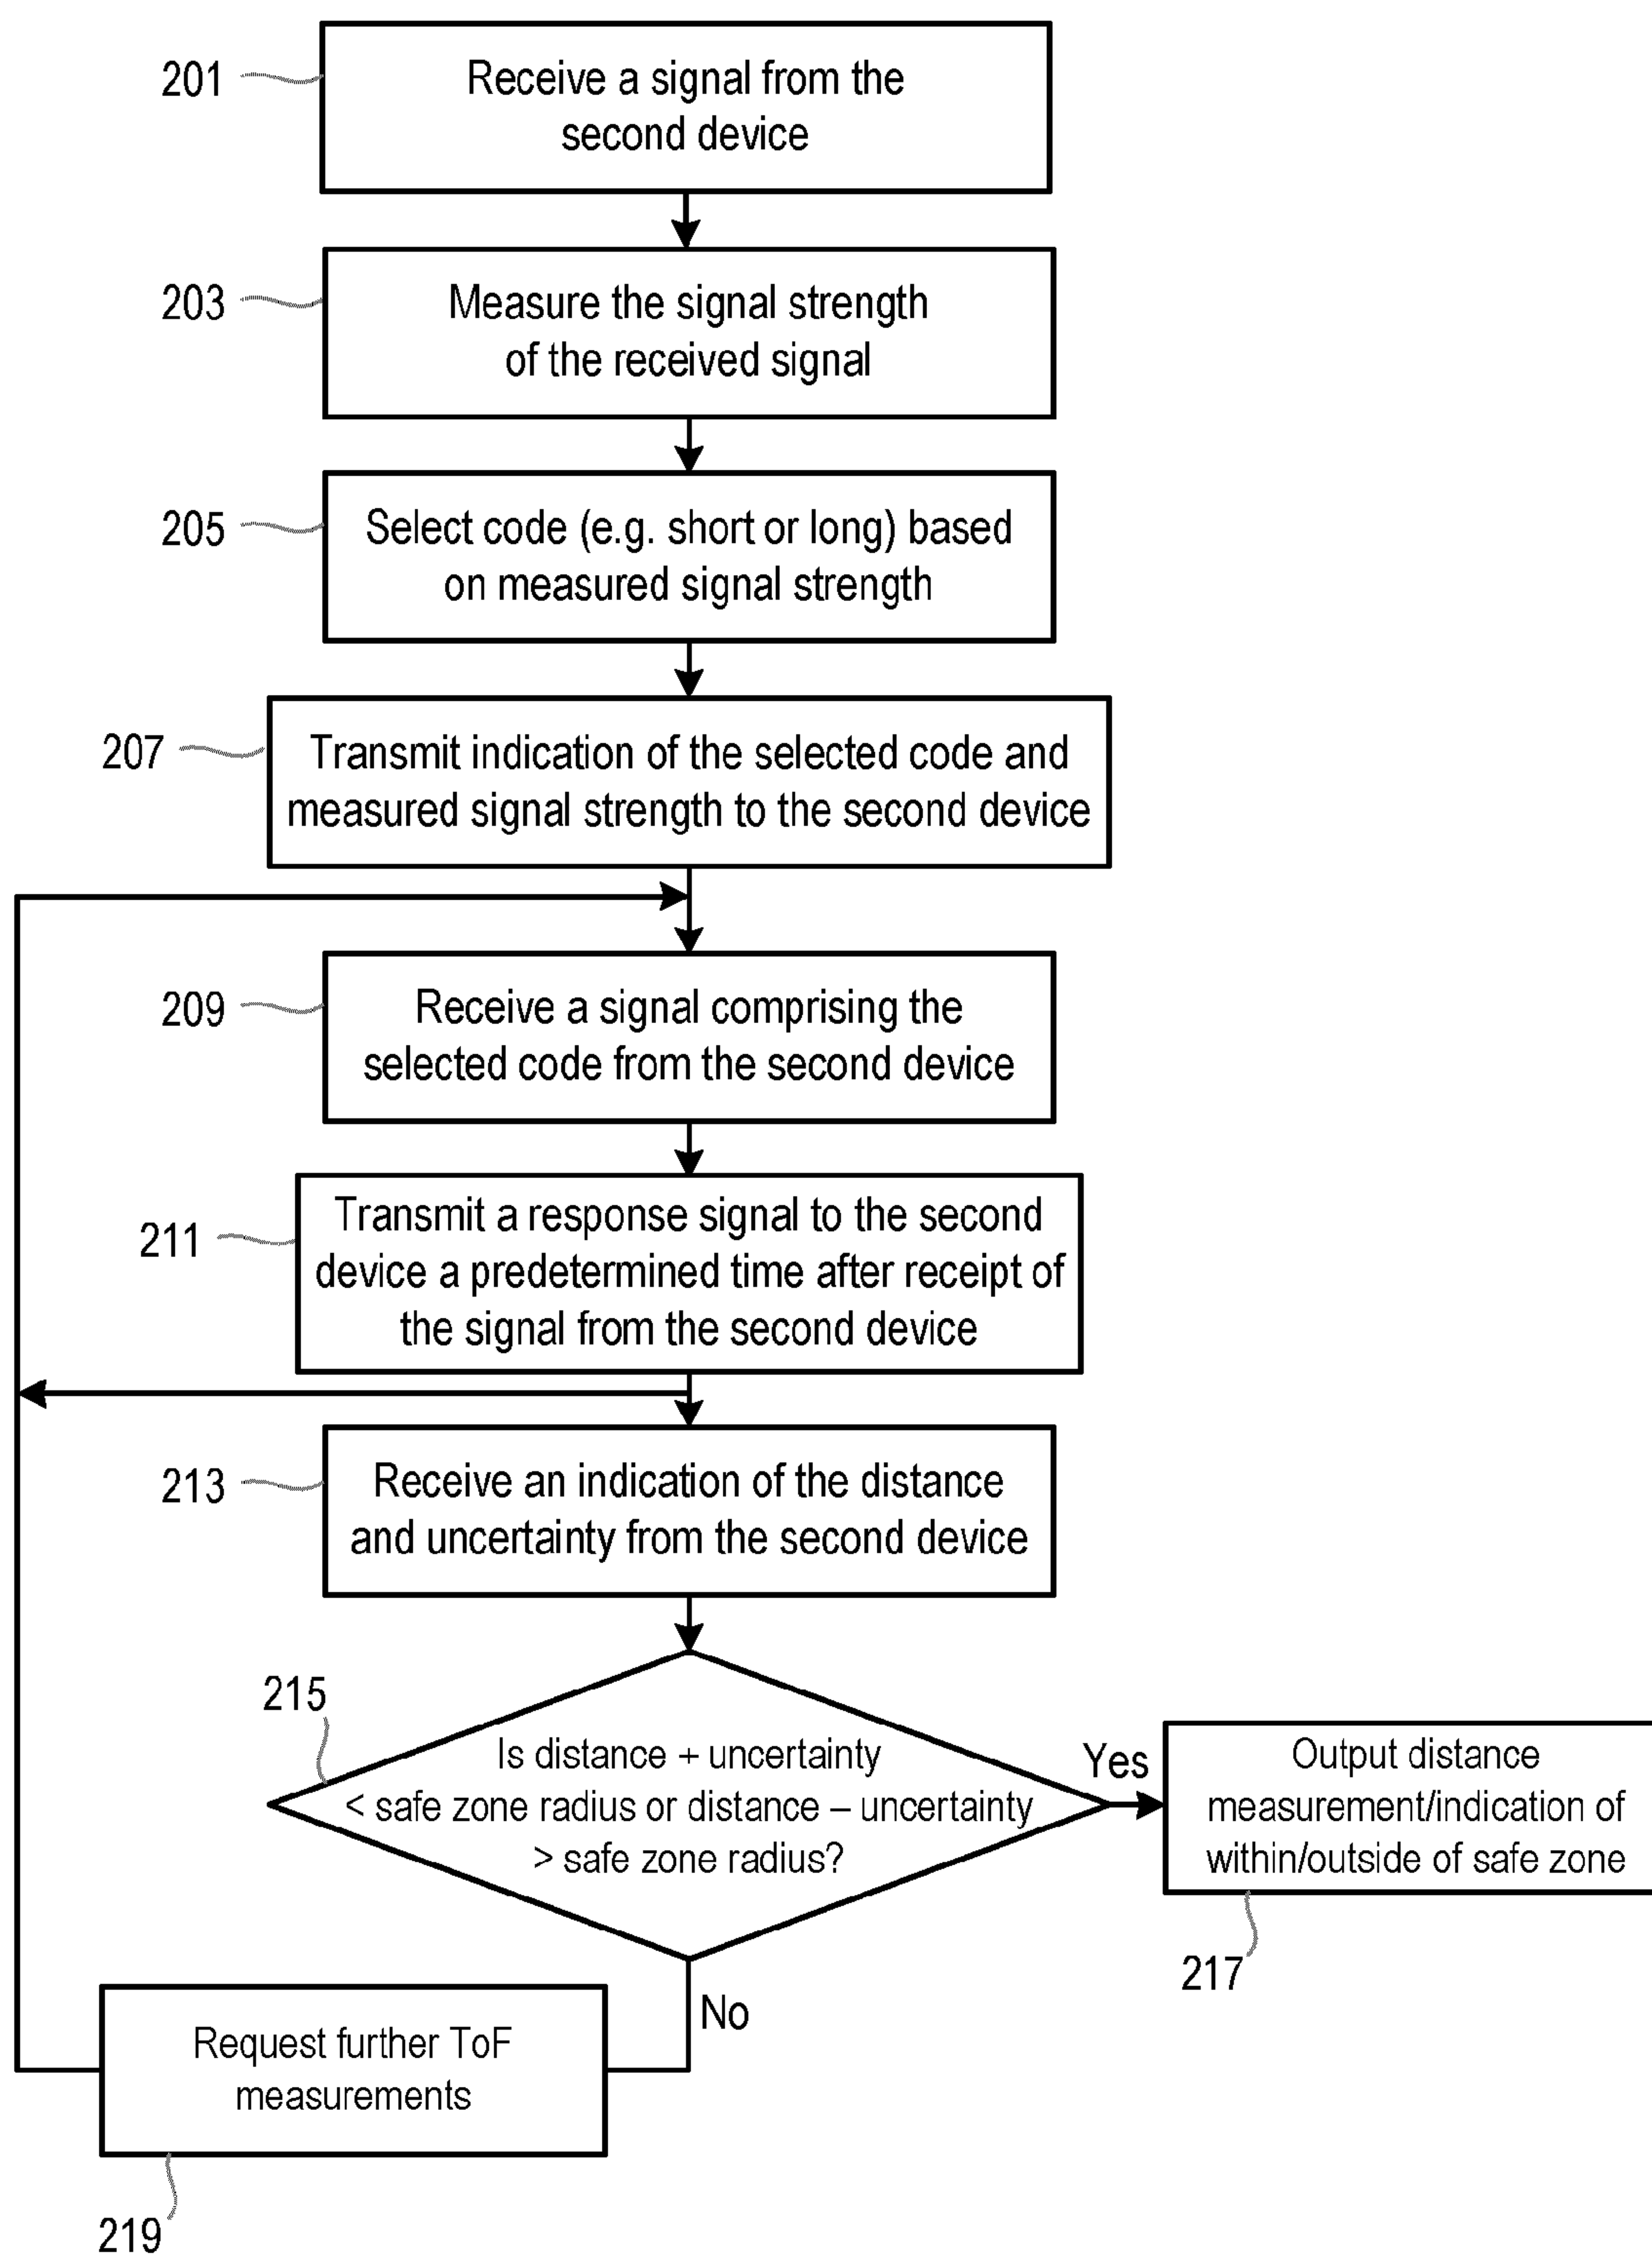 201
Receive a signal from the
second device
203
Measure the signal strength
of the received signal
205
Select code (e.g. short or long) based
on measured signal strength
207
Transmit indication of the selected code and
measured signal strength to the second device
209
Receive a signal comprising the
selected code from the second device
211
Transmit a response signal to the second
device a predetermined time after receipt of
the signal from the second device
213
Receive an indication of the distance
and uncertainty from the second device
215
Is distance + uncertainty
< safe zone radius or distance – uncertainty
> safe zone radius?
Yes
Output distance
measurement/indication of
within/outside of safe zone
217
No
Request further ToF
measurements
219